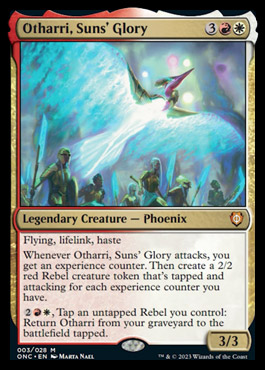 Otharri, Suns' Glory 3
Legendary Creature — Phoenix
Flying, lifelink, haste
Whenever Otharri, Suns' Glory attacks, you
get an experience counter. Then create a 2/2
red Rebel creature token that's tapped and
attacking for each experience counter you
have.
2, Tap an untapped Rebel you control:
Return Otharri from your graveyard to the
battlefield tapped.
3/3
003/028 M
ONC • EN MARTA NAEL
™ & © 2023 Wizards of the Coast